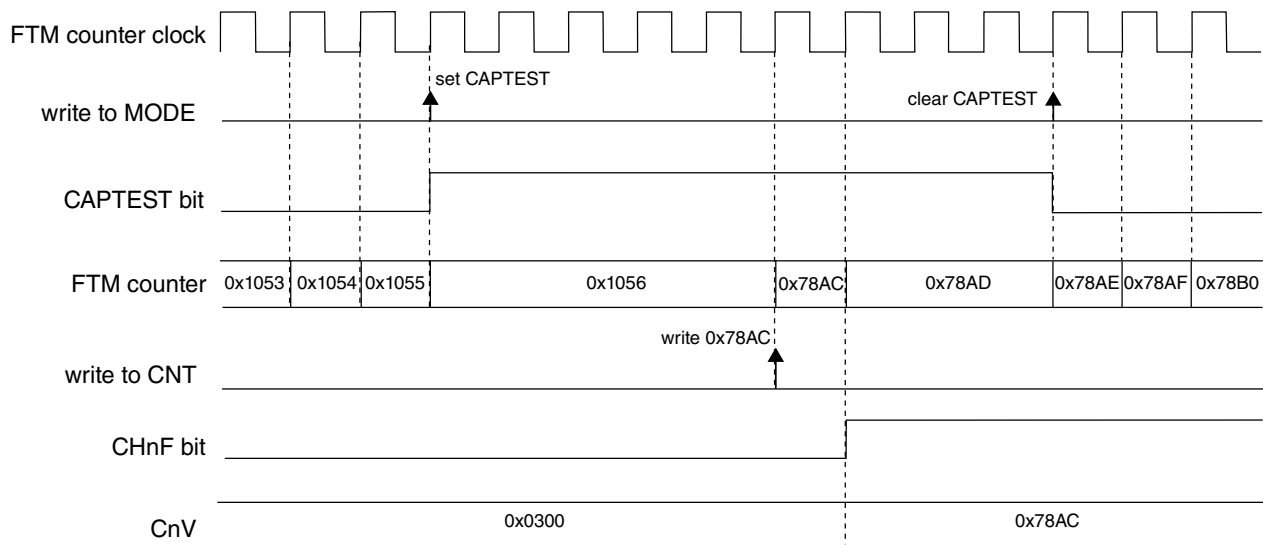 FTM counter clock
set CAPTEST
write to MODE
clear CAPTEST
CAPTEST bit
FTM counter
0x1053 0x1054 0x1055 0x1056 0x78AC 0x78AD 0x78AE 0x78AF 0x78B0
write 0x78AC
write to CNT
CHnF bit
CnV
0x0300 0x78AC